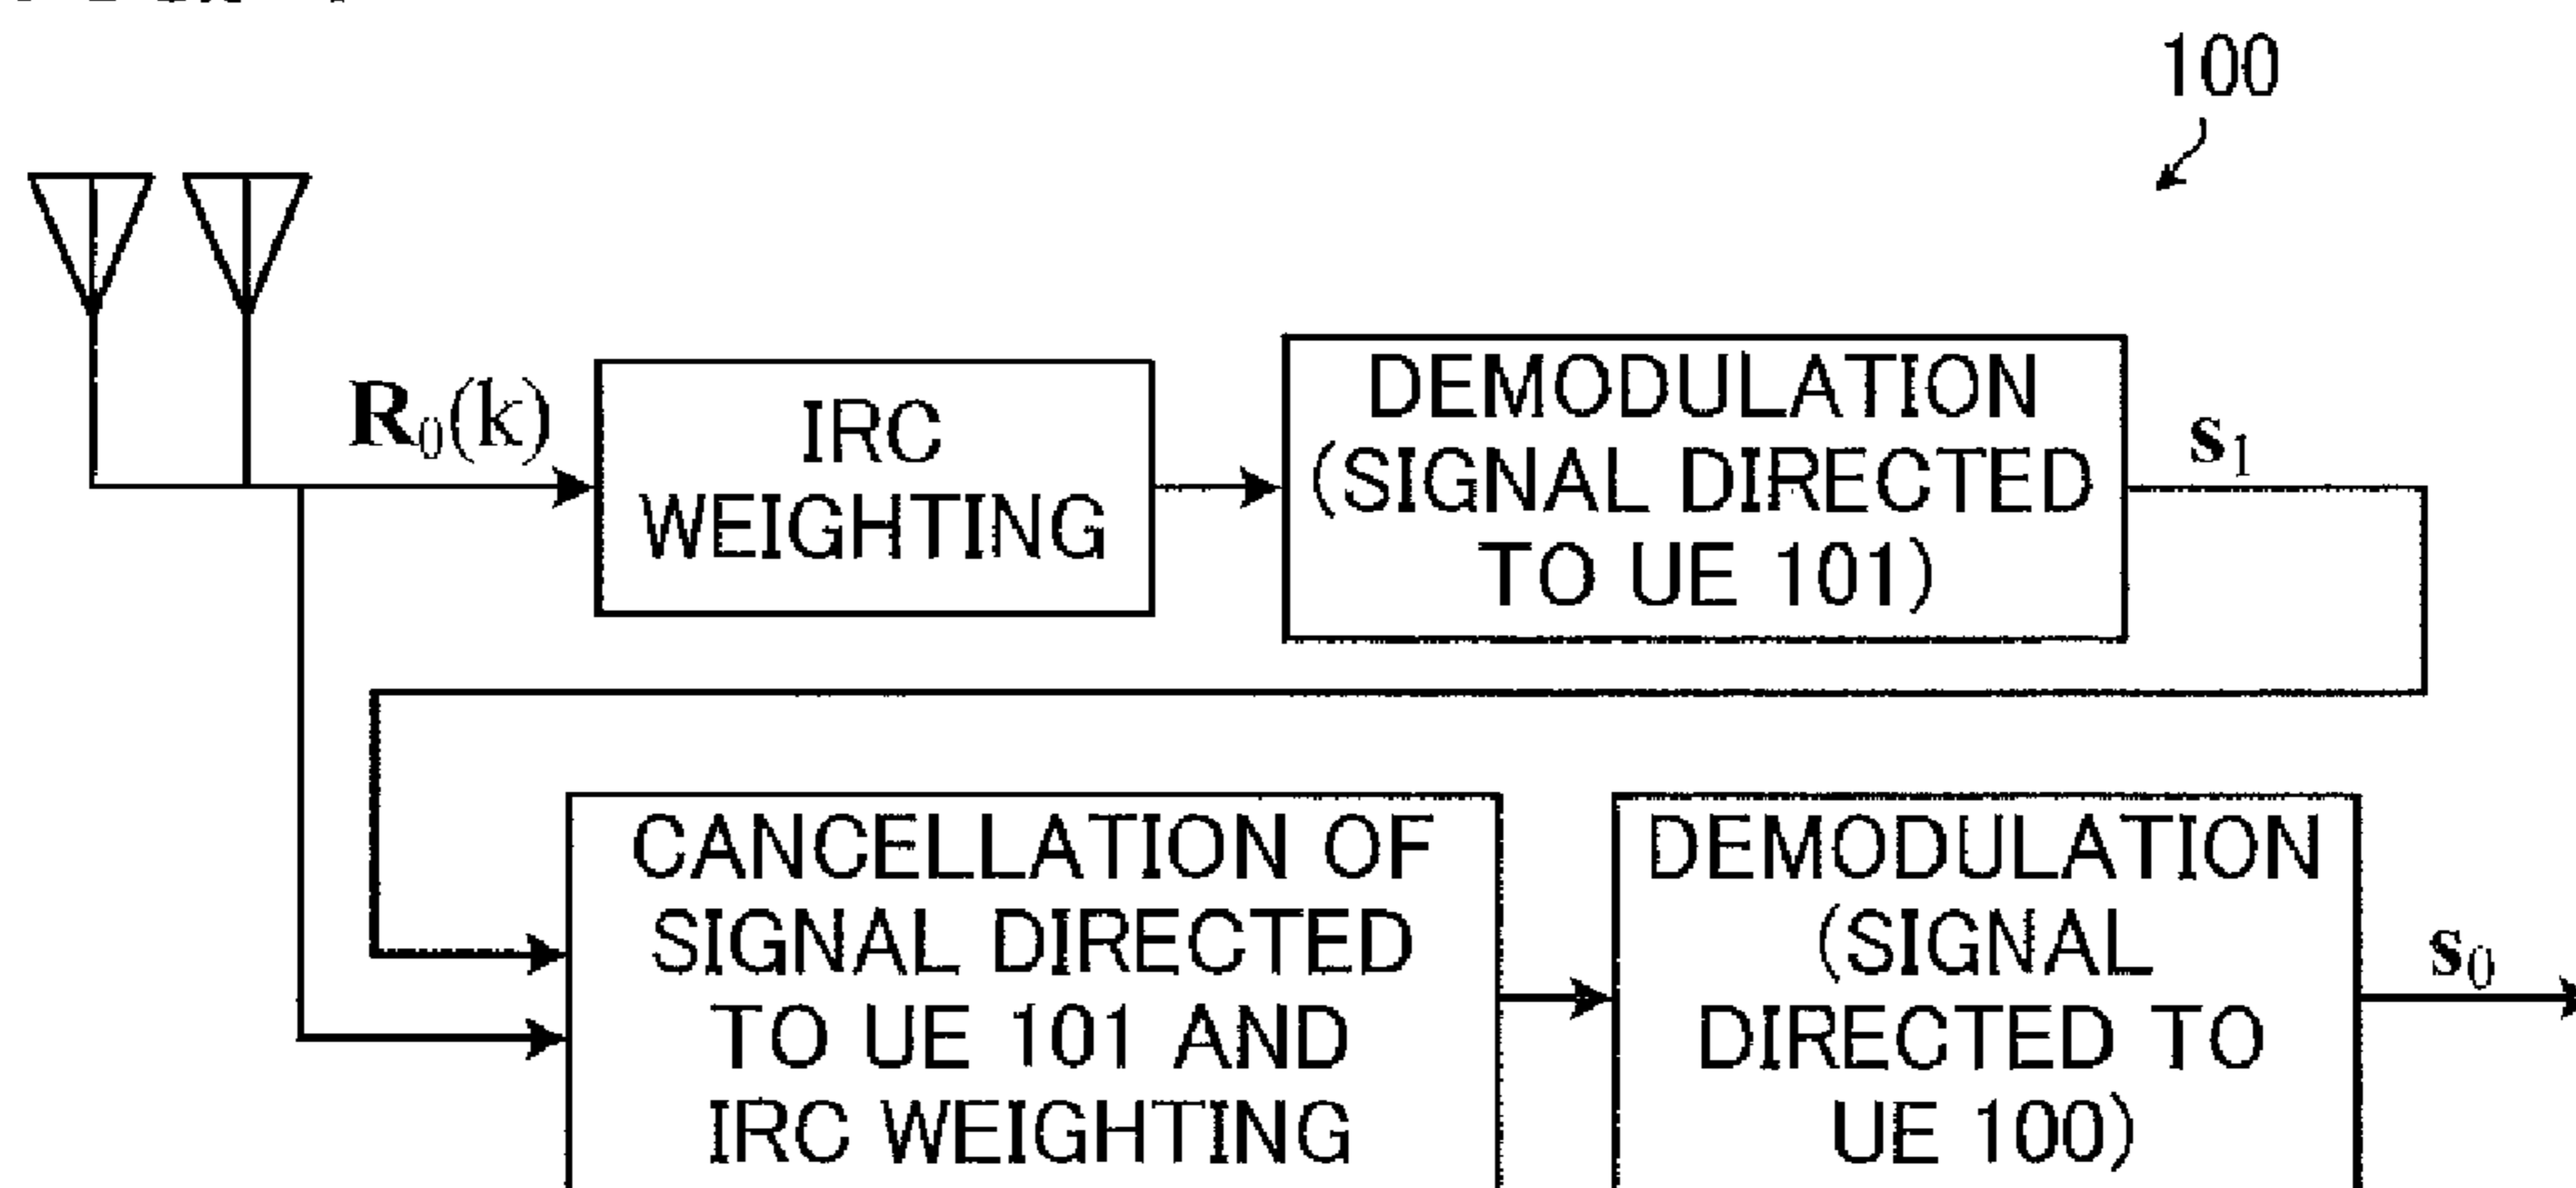 100
R₀(k)
IRC
WEIGHTING
DEMODULATION
(SIGNAL DIRECTED
TO UE 101)
s₁
CANCELLATION OF
SIGNAL DIRECTED
TO UE 101 AND
IRC WEIGHTING
DEMODULATION
(SIGNAL
DIRECTED TO
UE 100)
s₀